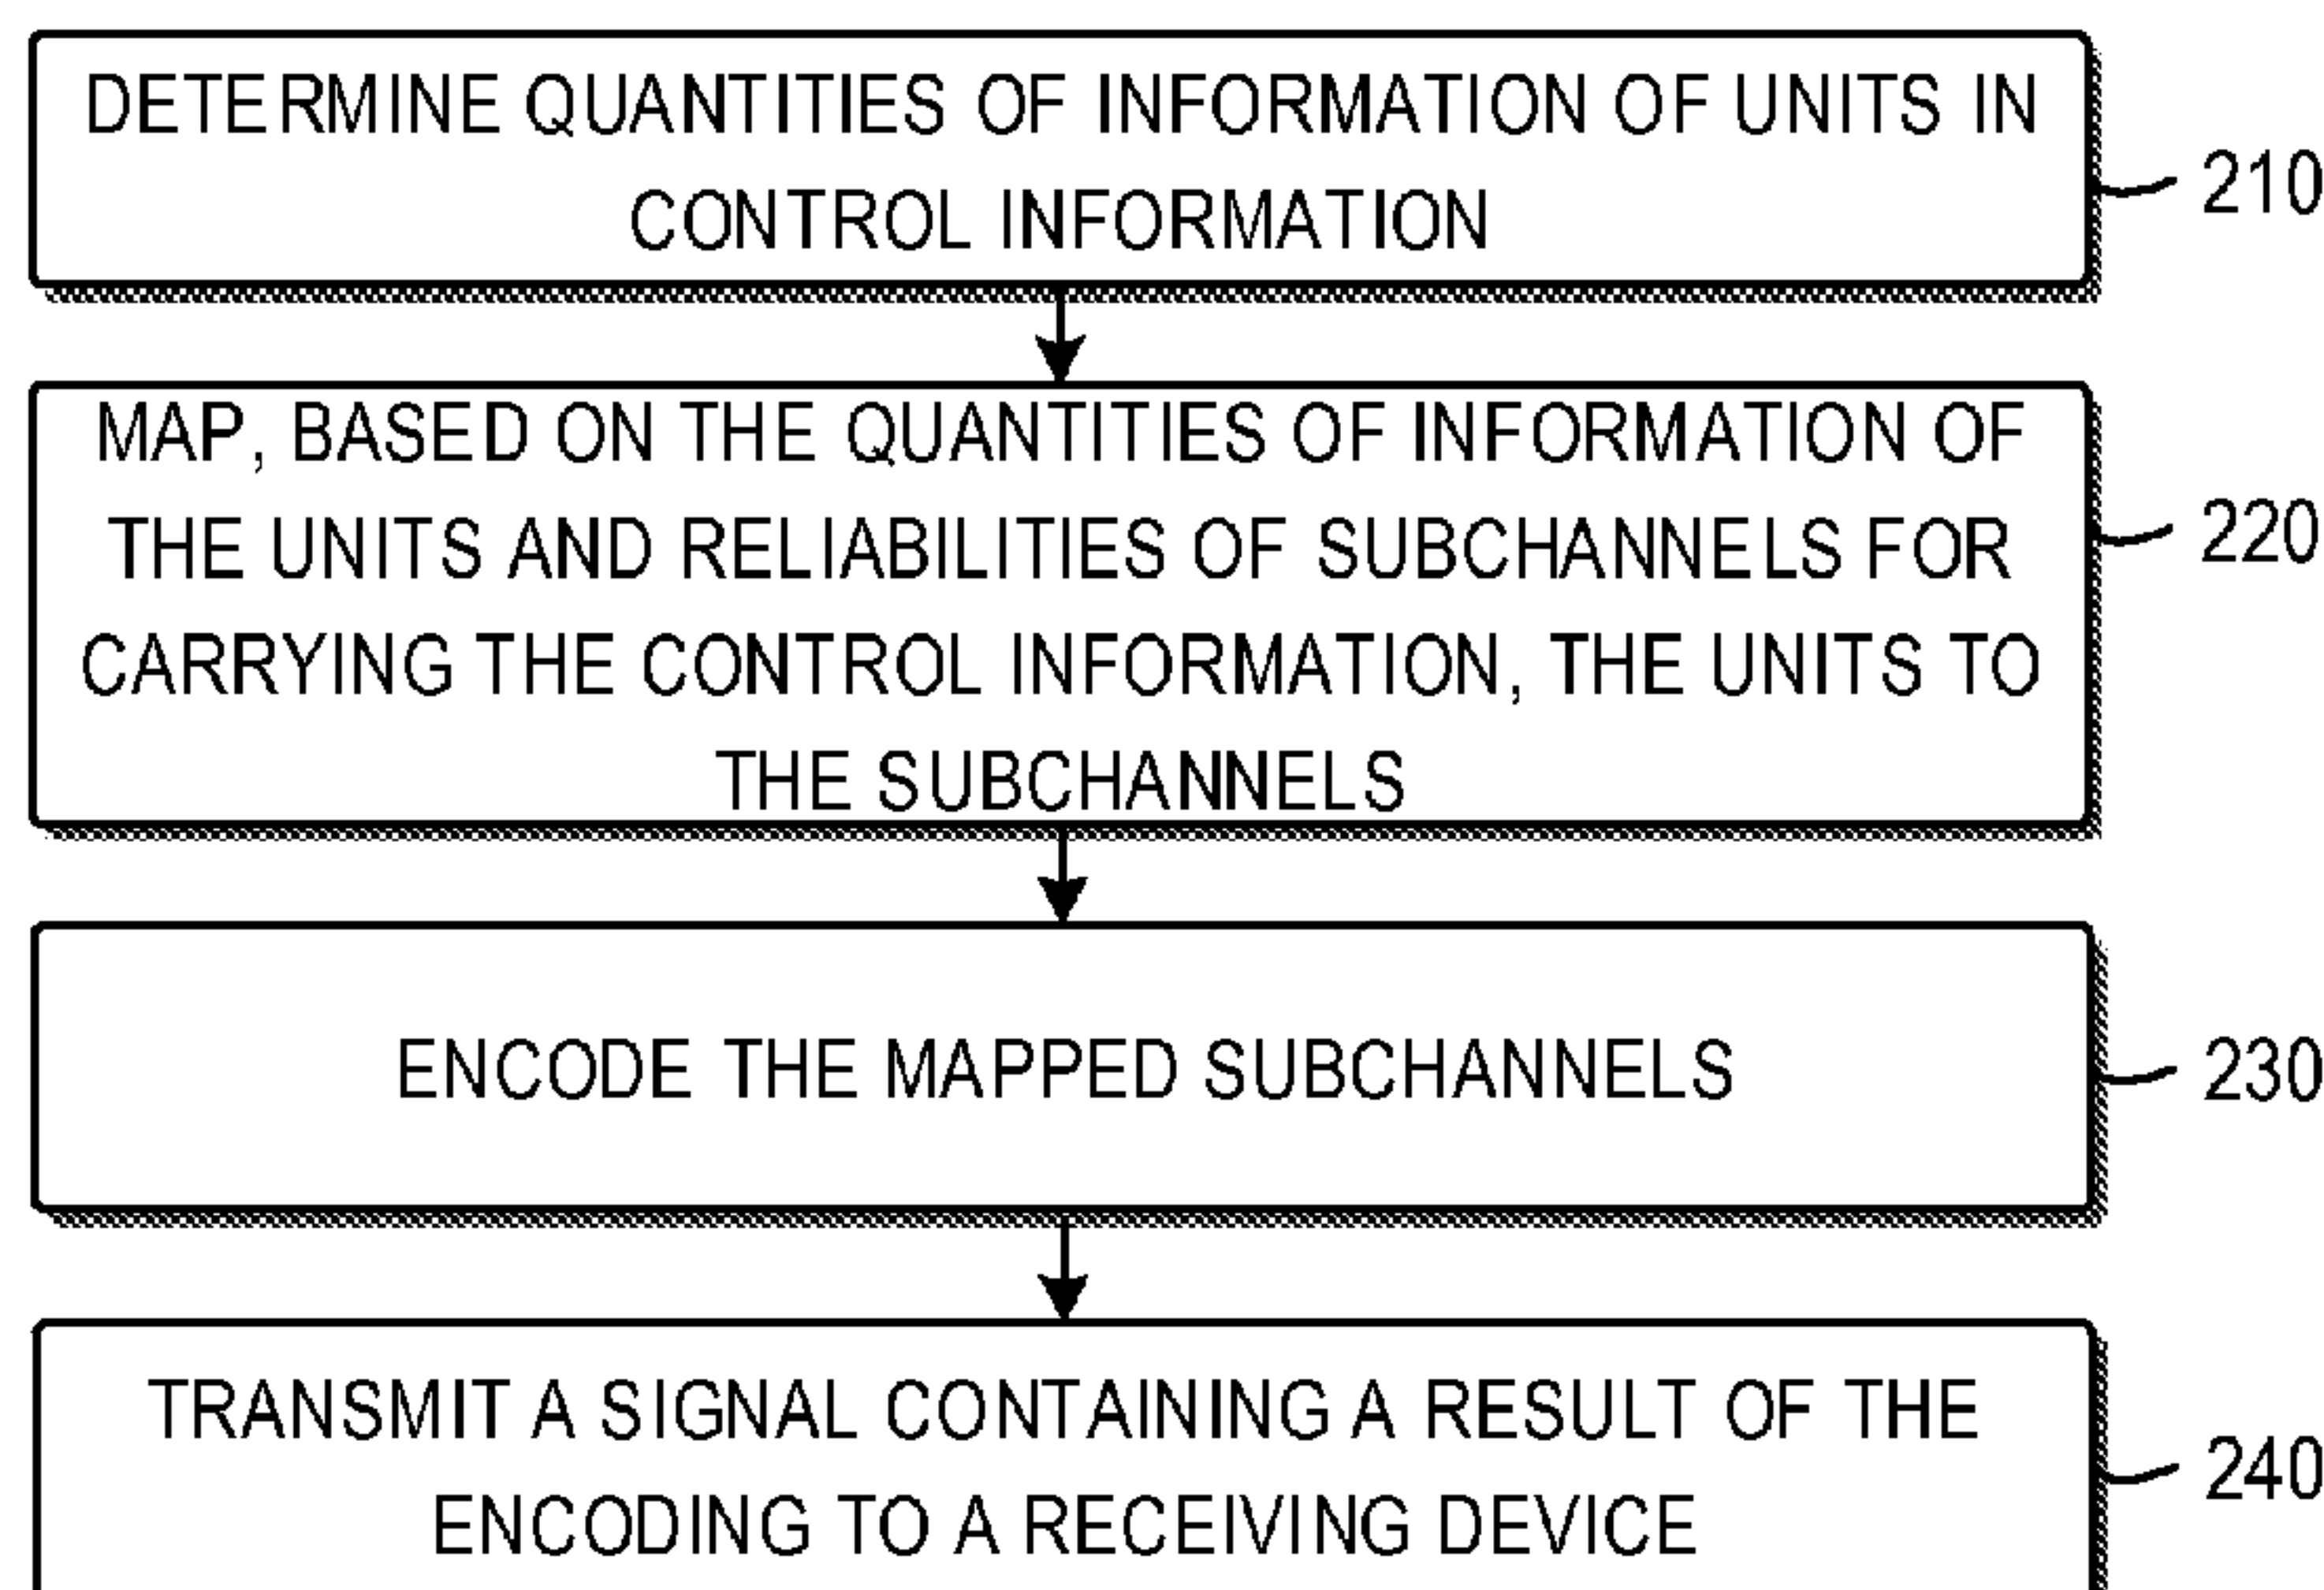 DETERMINE QUANTITIES OF INFORMATION OF UNITS IN
CONTROL INFORMATION
210
MAP, BASED ON THE QUANTITIES OF INFORMATION OF
THE UNITS AND RELIABILITIES OF SUBCHANNELS FOR
CARRYING THE CONTROL INFORMATION, THE UNITS TO
THE SUBCHANNELS
220
ENCODE THE MAPPED SUBCHANNELS
230
TRANSMIT A SIGNAL CONTAINING A RESULT OF THE
ENCODING TO A RECEIVING DEVICE
240